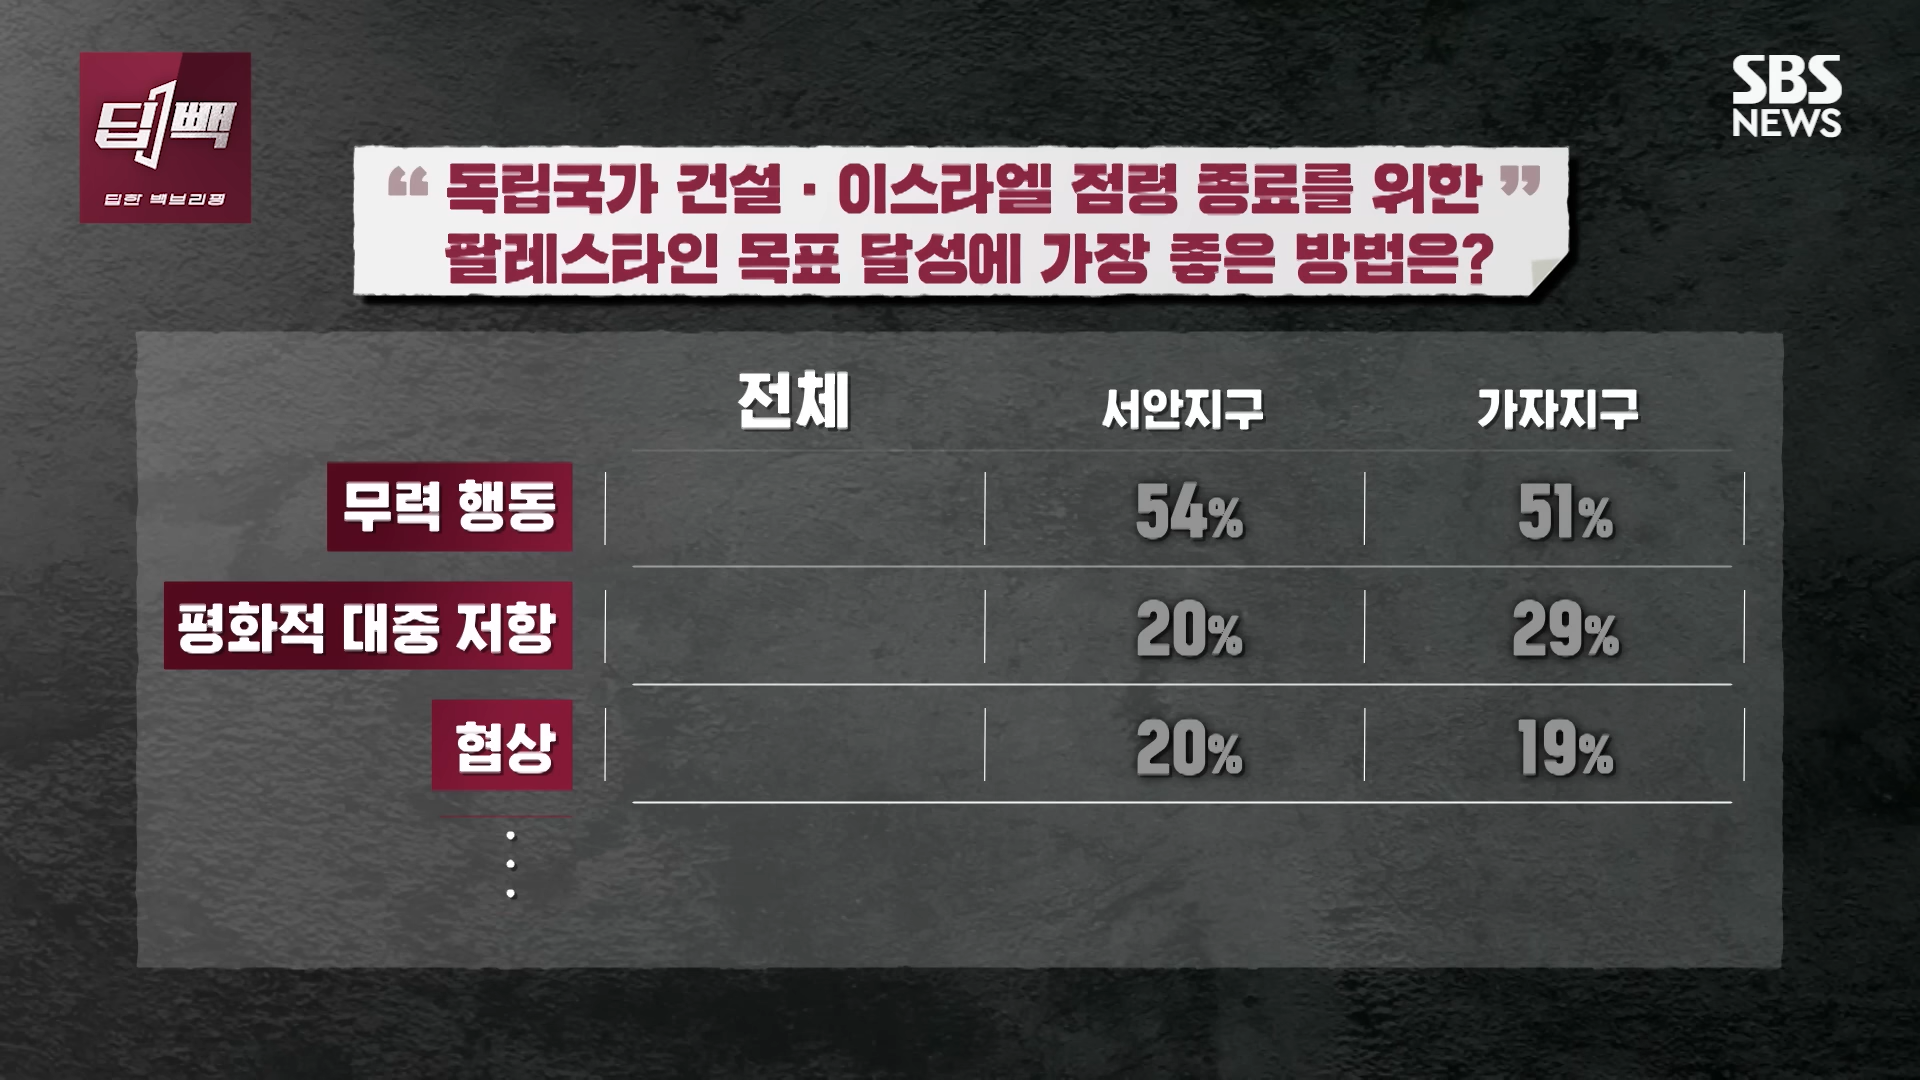 딥빽
딥한 백브리핑
SBS
NEWS
“ 독립국가 건설 · 이스라엘 점령 종료를 위한 ”
팔레스타인 목표 달성에 가장 좋은 방법은?
전체 서안지구 가자지구
무력 행동 54% 51%
평화적 대중 저항 20% 29%
협상 20% 19%